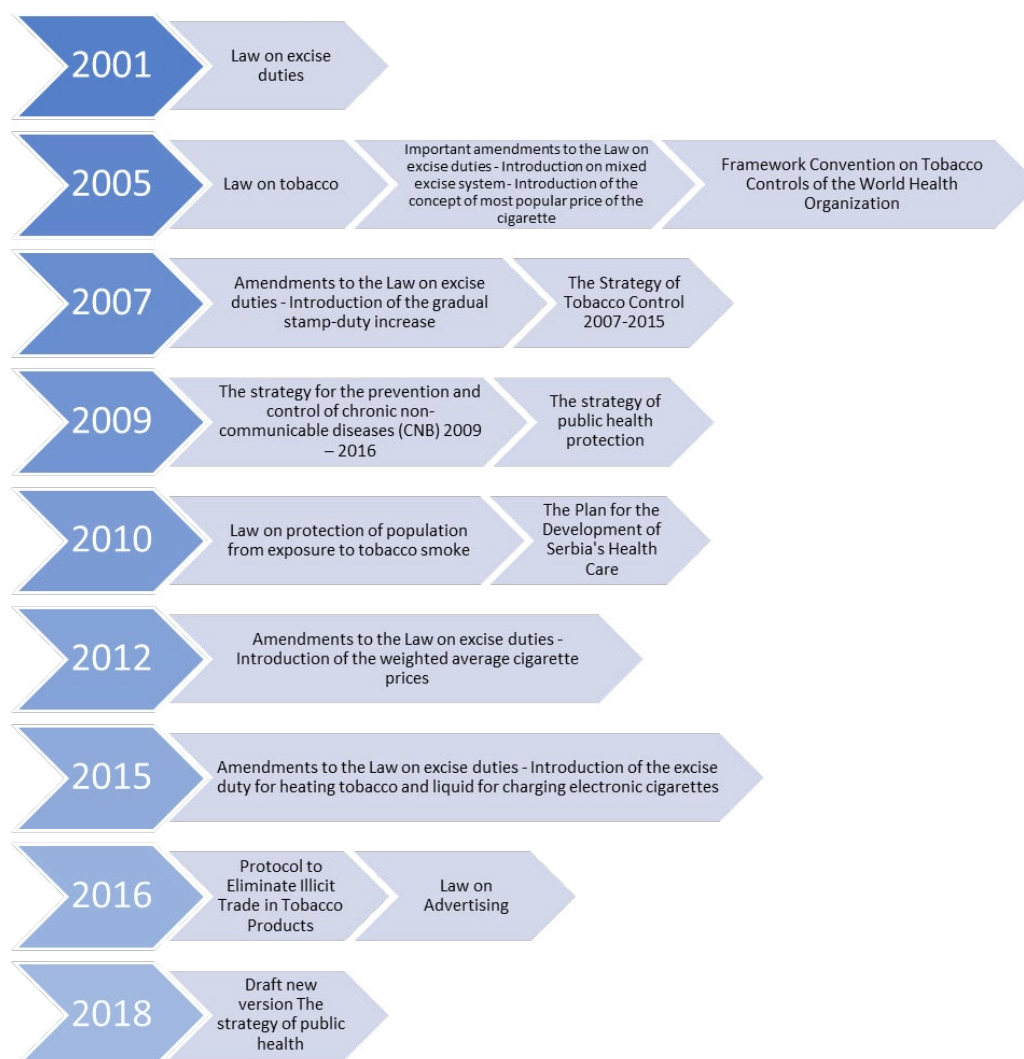 2001
Law on excise
duties
2005
Law on tobacco
Important amendments to the Law on
excise duties - Introduction on mixed
excise system - Introduction of the
concept of most popular price of the
cigarette
Framework Convention on Tobacco
Controls of the World Health
Organization
2007
Amendments to the Law on excise
duties - Introduction of the gradual
stamp-duty increase
The Strategy of
Tobacco Control
2007-2015
2009
The strategy for the prevention and
control of chronic non-
communicable diseases (CNB) 2009
– 2016
The strategy of
public health
protection
2010
Law on protection of population
from exposure to tobacco smoke
The Plan for the
Development of
Serbia's Health
Care
2012
Amendments to the Law on excise duties -
Introduction of the weighted average cigarette
prices
2015
Amendments to the Law on excise duties - Introduction of the excise
duty for heating tobacco and liquid for charging electronic cigarettes
2016
Protocol to
Eliminate Illicit
Trade in Tobacco
Products
Law on
Advertising
2018
Draft new
version The
strategy of public
health